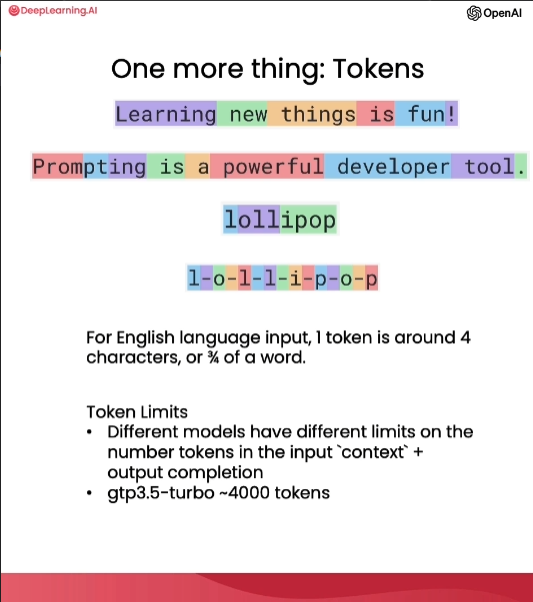 DeepLearning.AI
OpenAI
One more thing: Tokens
Learning new things is fun!
Prompting is a powerful developer tool.
lollipop
l-o-l-l-i-p-o-p
For English language input, 1 token is around 4
characters, or ¾ of a word.
Token Limits
• Different models have different limits on the
number tokens in the input `context` +
output completion
• gtp3.5-turbo ~4000 tokens